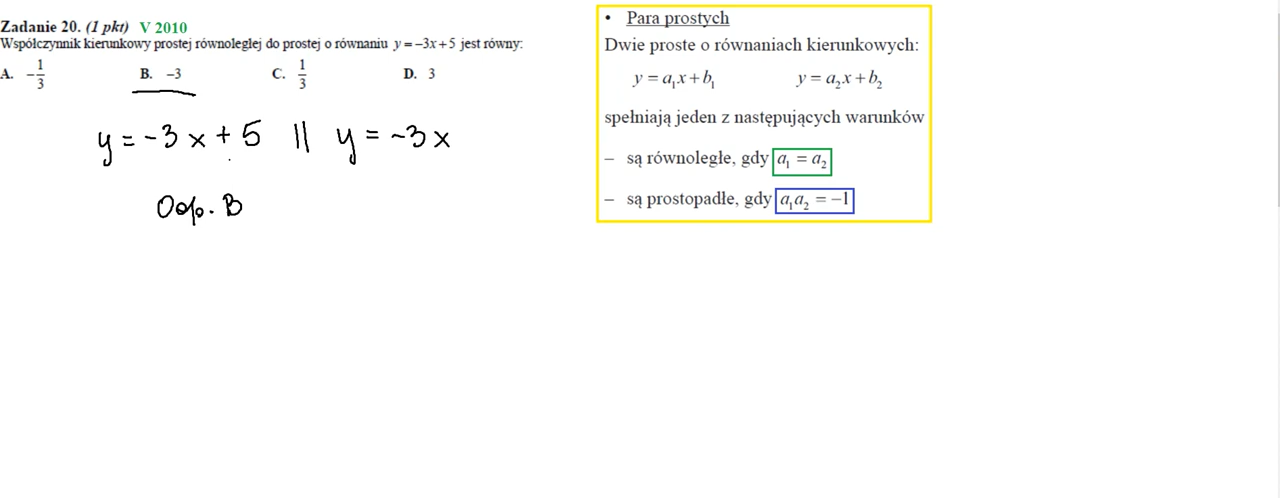 Zadanie 20. (1 pkt) V 2010
Współczynnik kierunkowy prostej równoległej do prostej o równaniu y = −3x + 5 jest równy:
A. −1/3 B. −3 C. 1/3 D. 3
y = -3x + 5 || y = -3x
Odp. B
• Para prostych
Dwie proste o równaniach kierunkowych:
y = a₁x + b₁ y = a₂x + b₂
spełniają jeden z następujących warunków
– są równoległe, gdy a₁ = a₂
– są prostopadłe, gdy a₁a₂ = −1